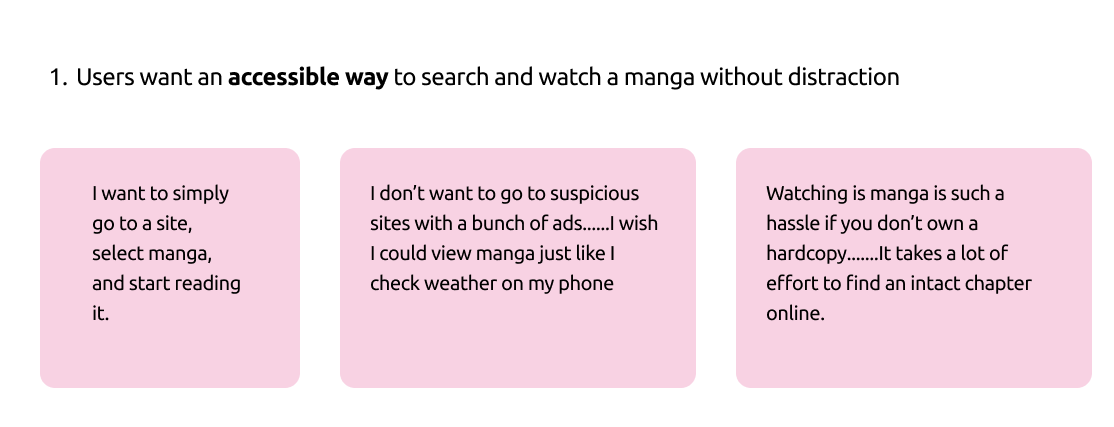 1. Users want an accessible way to search and watch a manga without distraction
I want to simply
go to a site,
select manga,
and start reading
it.
I don't want to go to suspicious
sites with a bunch of ads......I wish
I could view manga just like I
check weather on my phone
Watching is manga is such a
hassle if you don't own a
hardcopy.......It takes a lot of
effort to find an intact chapter
online.